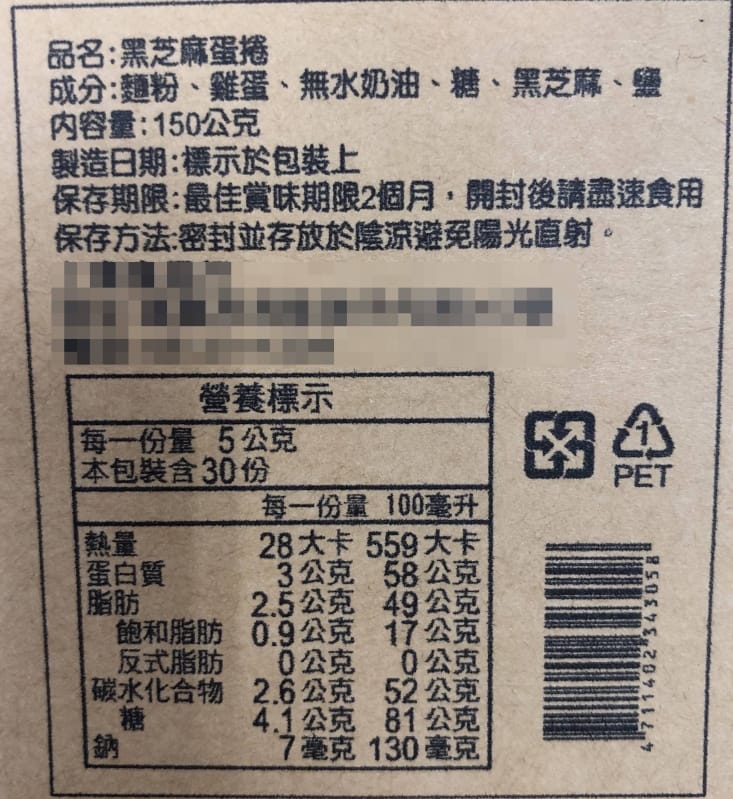 品名:黑芝麻蛋捲
成分:麵粉、雞蛋、無水奶油、糖、黑芝麻、鹽
內容量:150公克
製造日期:標示於包裝上
保存期限:最佳賞味期限2個月，開封後請盡速食用
保存方法:密封並存放於陰涼避免陽光直射。
營養標示
每一份量 5公克
本包裝含30份
每一份量 100毫升
熱量 28大卡 559大卡
蛋白質 3公克 58公克
脂肪 2.5公克 49公克
飽和脂肪 0.9公克 17公克
反式脂肪 0公克 0公克
碳水化合物 2.6公克 52公克
糖 4.1公克 81公克
鈉 7毫克 130毫克
1
PET
4711402343058